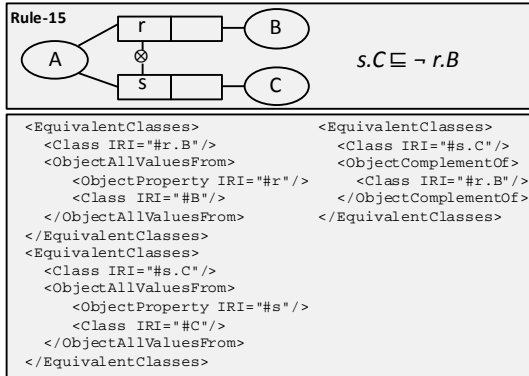 Rule-15
r
B
A
⊗
s
C
s.C ⊑ ¬ r.B
<EquivalentClasses>
<Class IRI="#r.B"/>
<ObjectAllValuesFrom>
<ObjectProperty IRI="#r"/>
<Class IRI="#B"/>
</ObjectAllValuesFrom>
</EquivalentClasses>
<EquivalentClasses>
<Class IRI="#s.C"/>
<ObjectAllValuesFrom>
<ObjectProperty IRI="#s"/>
<Class IRI="#C"/>
</ObjectAllValuesFrom>
</EquivalentClasses>
<EquivalentClasses>
<Class IRI="#s.C"/>
<ObjectComplementOf>
<Class IRI="#r.B"/>
</ObjectComplementOf>
</EquivalentClasses>